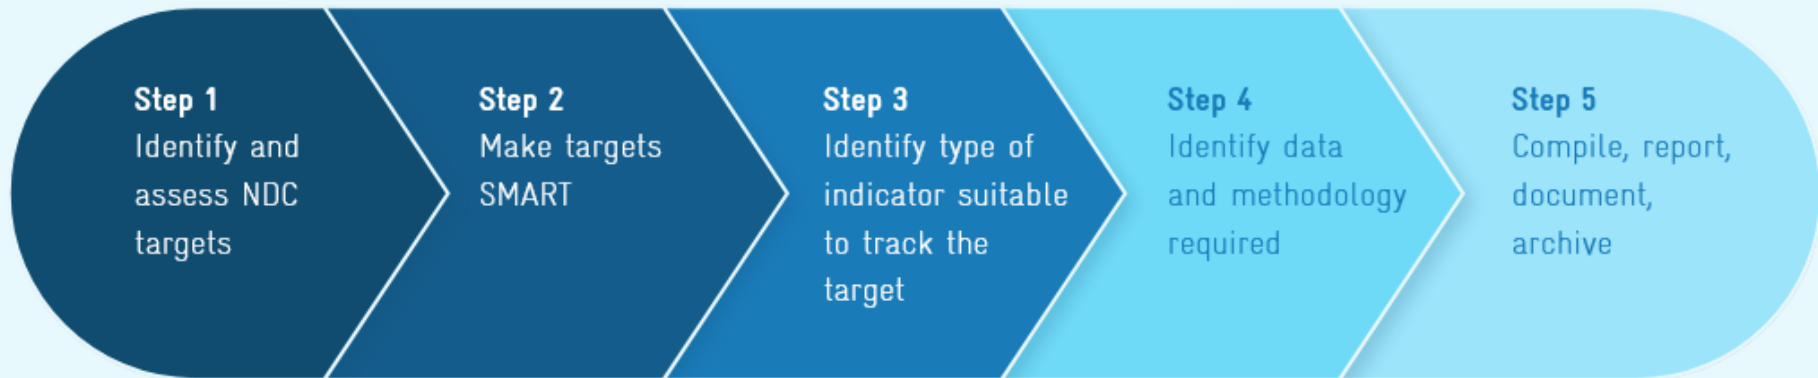 Step 1
Identify and
assess NDC
targets
Step 2
Make targets
SMART
Step 3
Identify type of
indicator suitable
to track the
target
Step 4
Identify data
and methodology
required
Step 5
Compile, report,
document,
archive